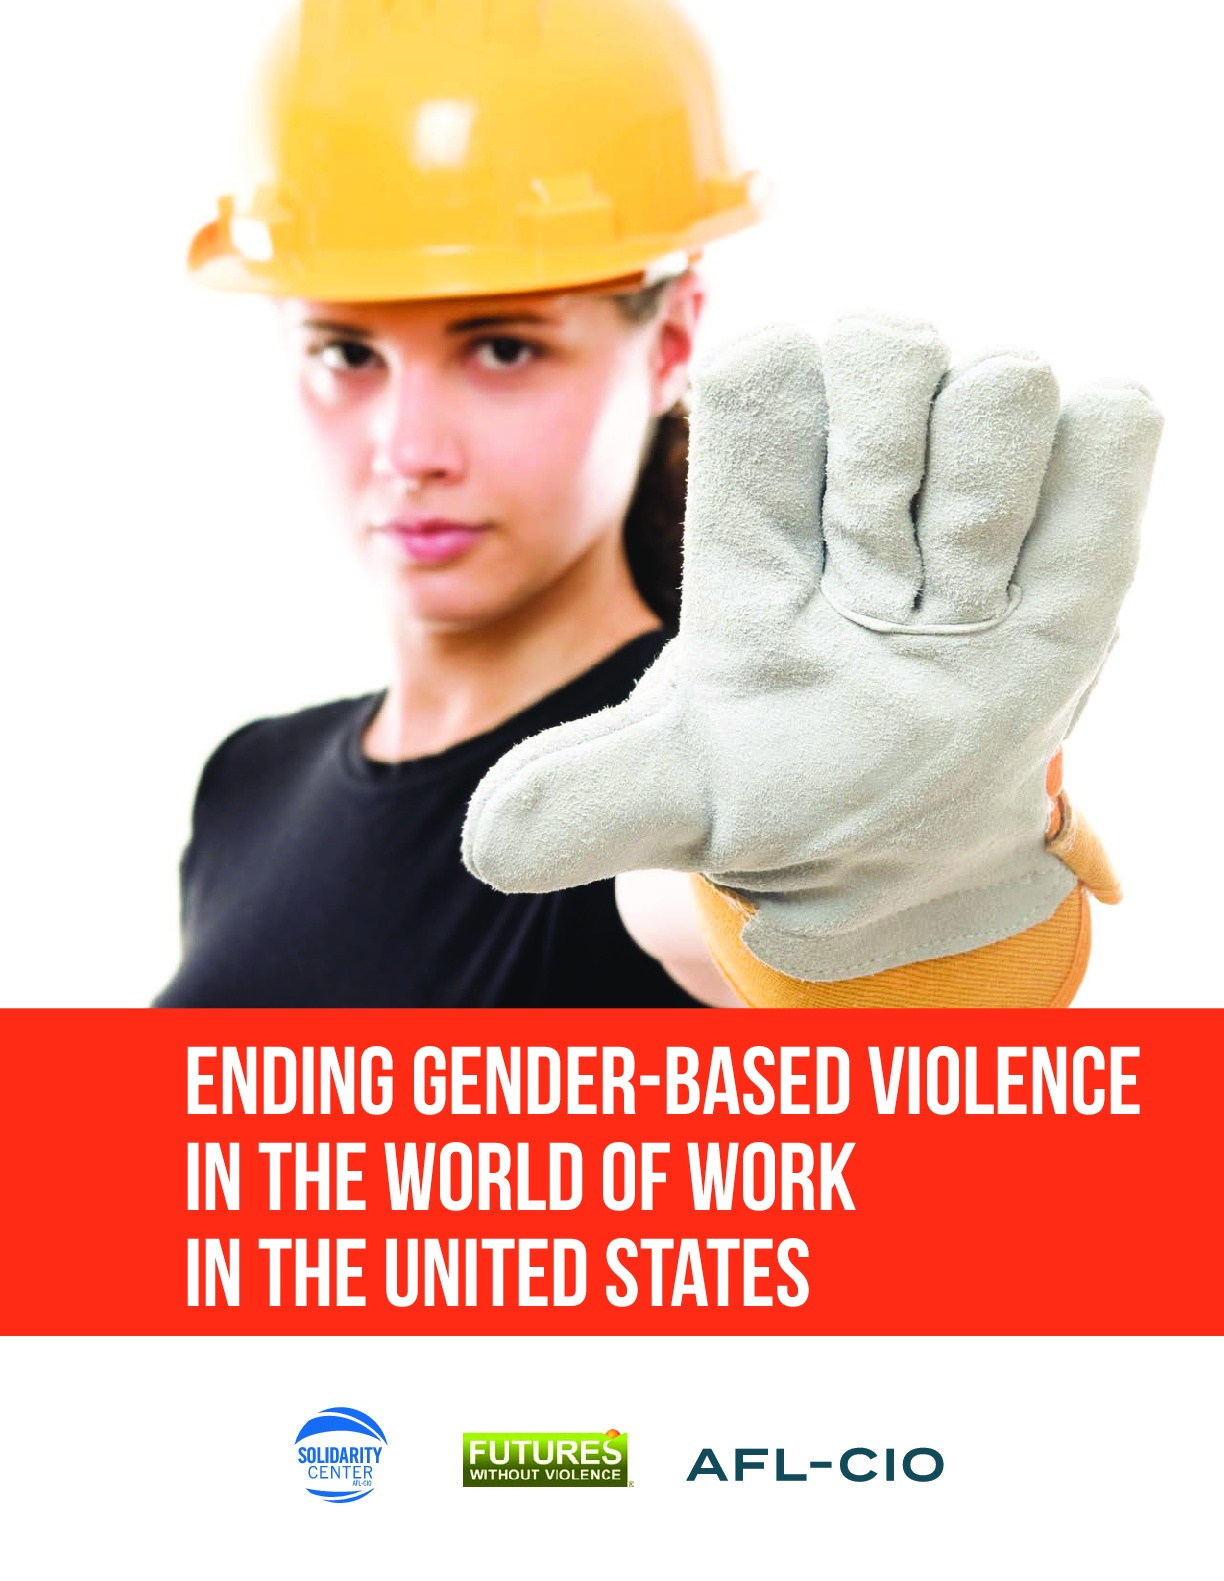 ENDING GENDER-BASED VIOLENCE
IN THE WORLD OF WORK
IN THE UNITED STATES
SOLIDARITY
CENTER
AFL-CIO
FUTURES
WITHOUT VIOLENCE
®
AFL-CIO